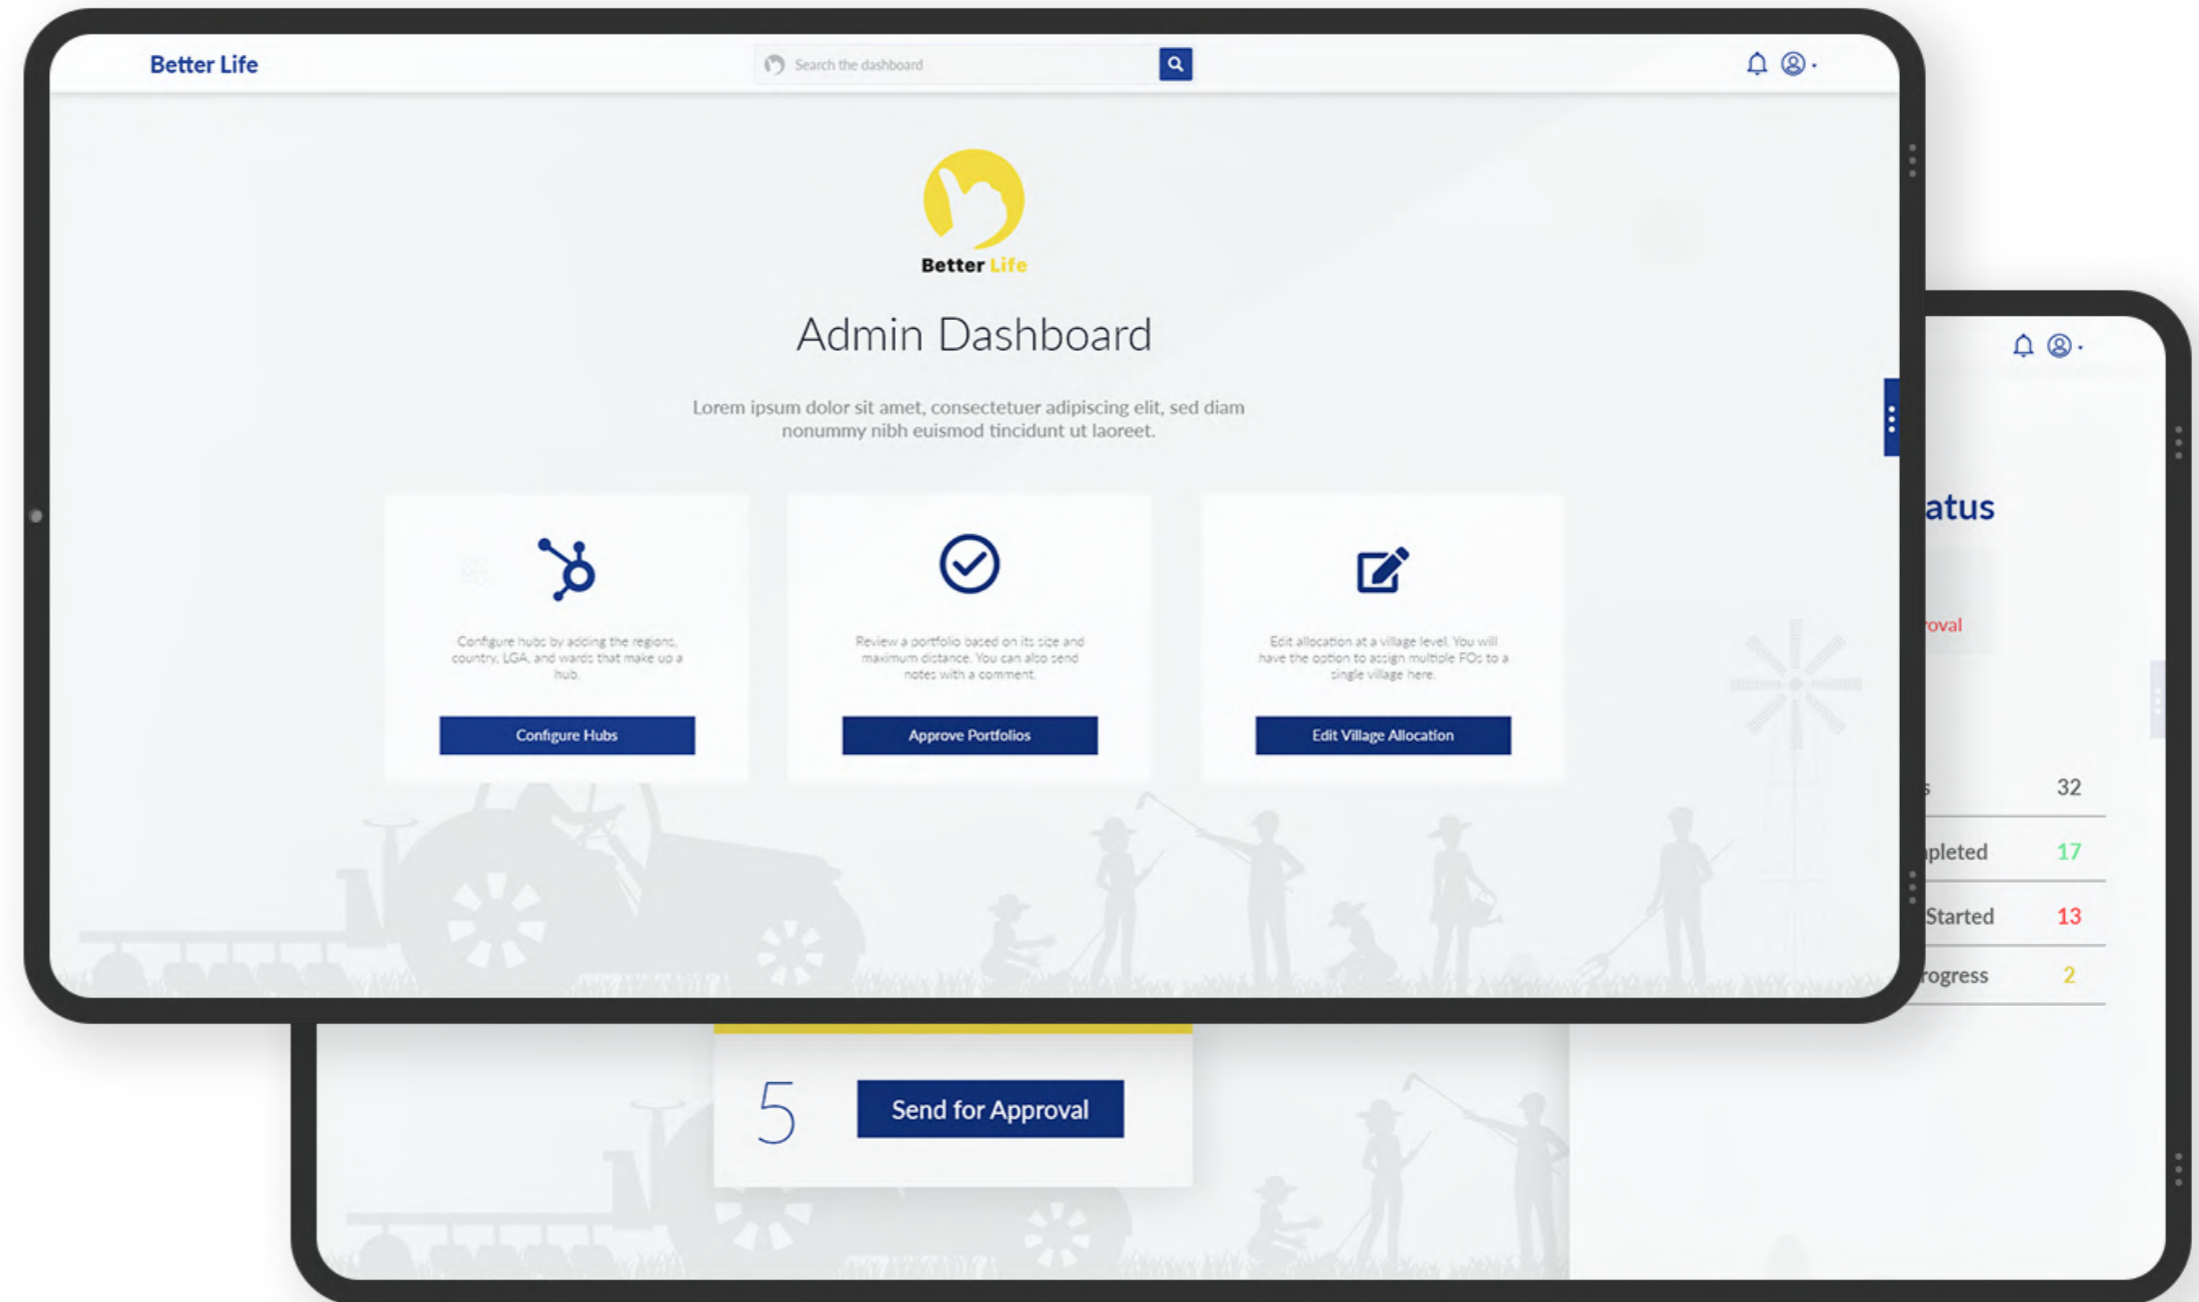 Better Life
Search the dashboard
Better Life
Admin Dashboard
Lorem ipsum dolor sit amet, consectetuer adipiscing elit, sed diam
nonummy nibh euismod tincidunt ut laoreet.
Configure hubs by adding the regions,
country, LGA, and wards that make up a
hub.
Configure Hubs
Review a portfolio based on its size and
maximum distance. You can also send
notes with a comment.
Approve Portfolios
Edit allocation at a village level. You will
have the option to assign multiple FOs to a
single village here.
Edit Village Allocation
atus
roval
s 32
pleted 17
Started 13
rogress 2
5 Send for Approval